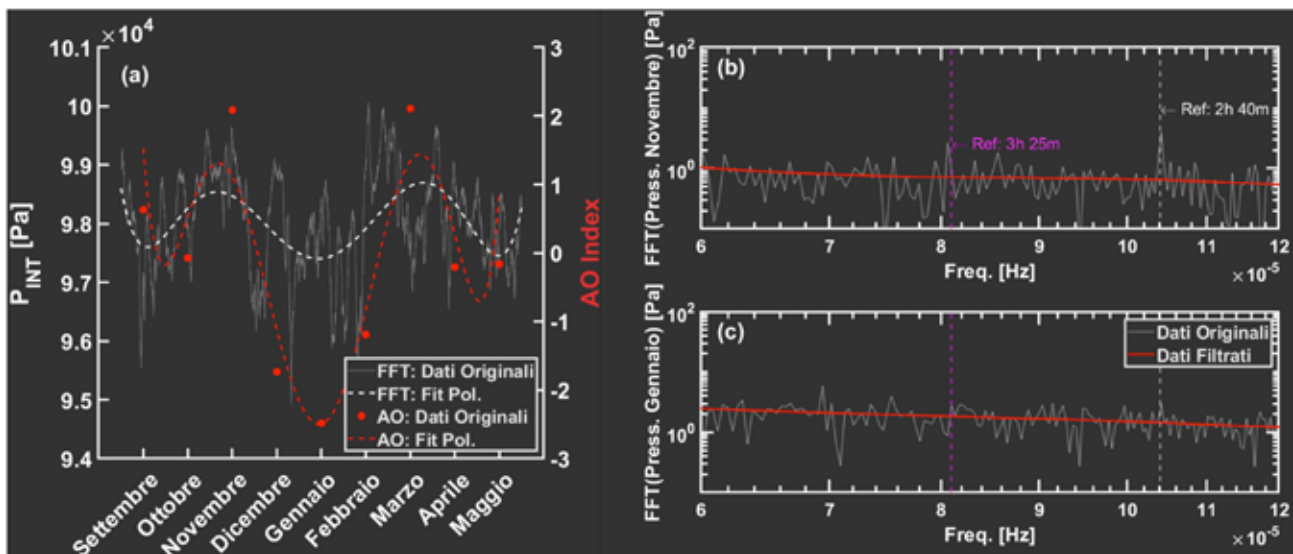 ×10⁴
10.1
10
9.9
9.8
9.7
9.6
9.5
9.4
P_INT [Pa]
(a)
3
2
1
0
-1
-2
-3
AO Index
FFT: Dati Originali
FFT: Fit Pol.
AO: Dati Originali
AO: Fit Pol.
Settembre
Ottobre
Novembre
Dicembre
Gennaio
Febbraio
Marzo
Aprile
Maggio
FFT(Press. Novembre) [Pa]
10²
10⁰
(b)
Ref: 3h 25m
Ref: 2h 40m
6
7
8
9
10
11
12
Freq. [Hz]
×10⁻⁵
FFT(Press. Gennaio) [Pa]
10²
10⁰
(c)
Dati Originali
Dati Filtrati
6
7
8
9
10
11
12
Freq. [Hz]
×10⁻⁵